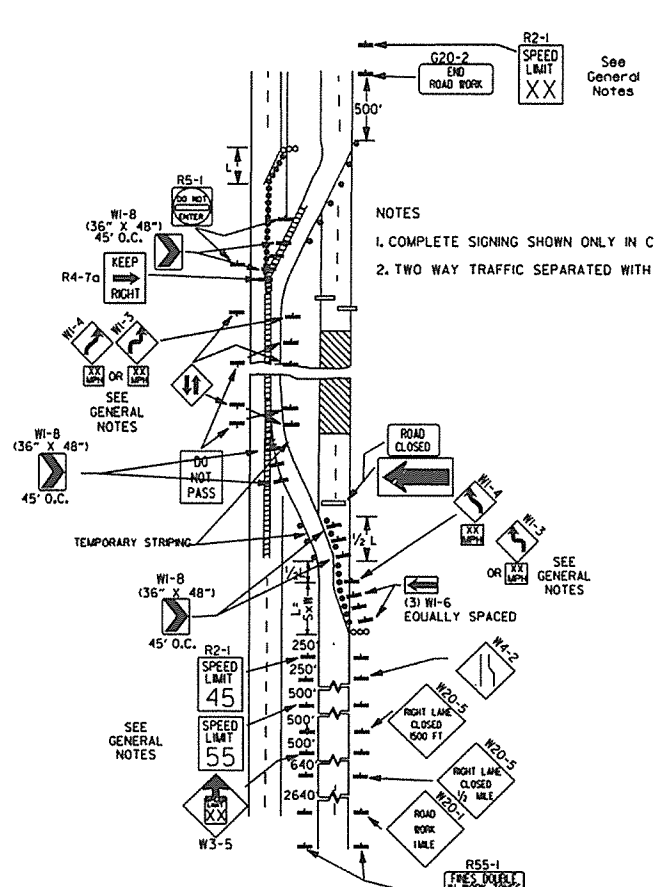 R2-1
SPEED
LIMIT
XX
See
General
Notes
G20-2
END
ROAD WORK
500'
L
R5-1
DO NOT
ENTER
W1-8
(36" X 48")
45' O.C.
KEEP
RIGHT
R4-7a
NOTES
1. COMPLETE SIGNING SHOWN ONLY IN C
2. TWO WAY TRAFFIC SEPARATED WITH
W1-4
W1-3
XX
MPH
OR
XX
MPH
SEE
GENERAL
NOTES
W1-8
(36" X 48")
45' O.C.
DO
NOT
PASS
ROAD
CLOSED
W1-4
XX
MPH
W1-3
OR
XX
MPH
SEE
GENERAL
NOTES
TEMPORARY STRIPING
1/2 L
1/2 L
L=
S×W
W1-8
(36" X 48")
45' O.C.
(3) W1-6
EQUALLY SPACED
R2-1
SPEED
LIMIT
45
SPEED
LIMIT
55
SEE
GENERAL
NOTES
XX
W3-5
250'
250'
500'
500'
500'
640'
2640'
W4-2
W20-5
RIGHT LANE
CLOSED
1500 FT
W20-5
RIGHT LANE
CLOSED
1/2 MILE
W20-1
ROAD
WORK
1 MILE
R55-1
FINES DOUBLE